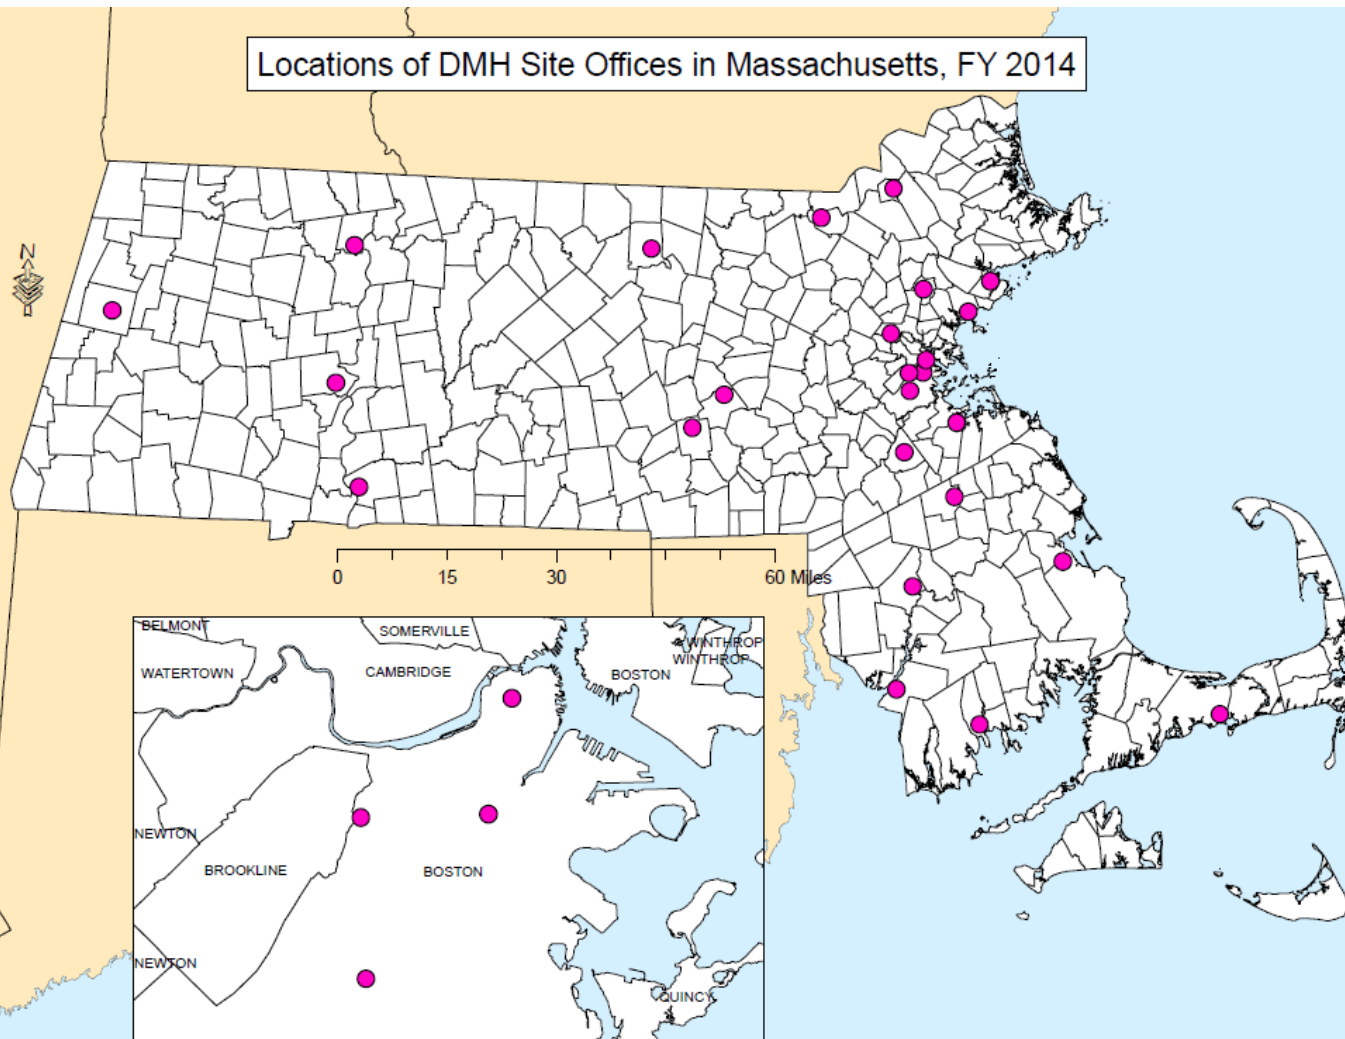 Locations of DMH Site Offices in Massachusetts, FY 2014
N
0 15 30 60 Miles
BELMONT
SOMERVILLE
WINTHROP
WATERTOWN
CAMBRIDGE
BOSTON
WINTHROP
NEWTON
BROOKLINE
BOSTON
NEWTON
QUINCY